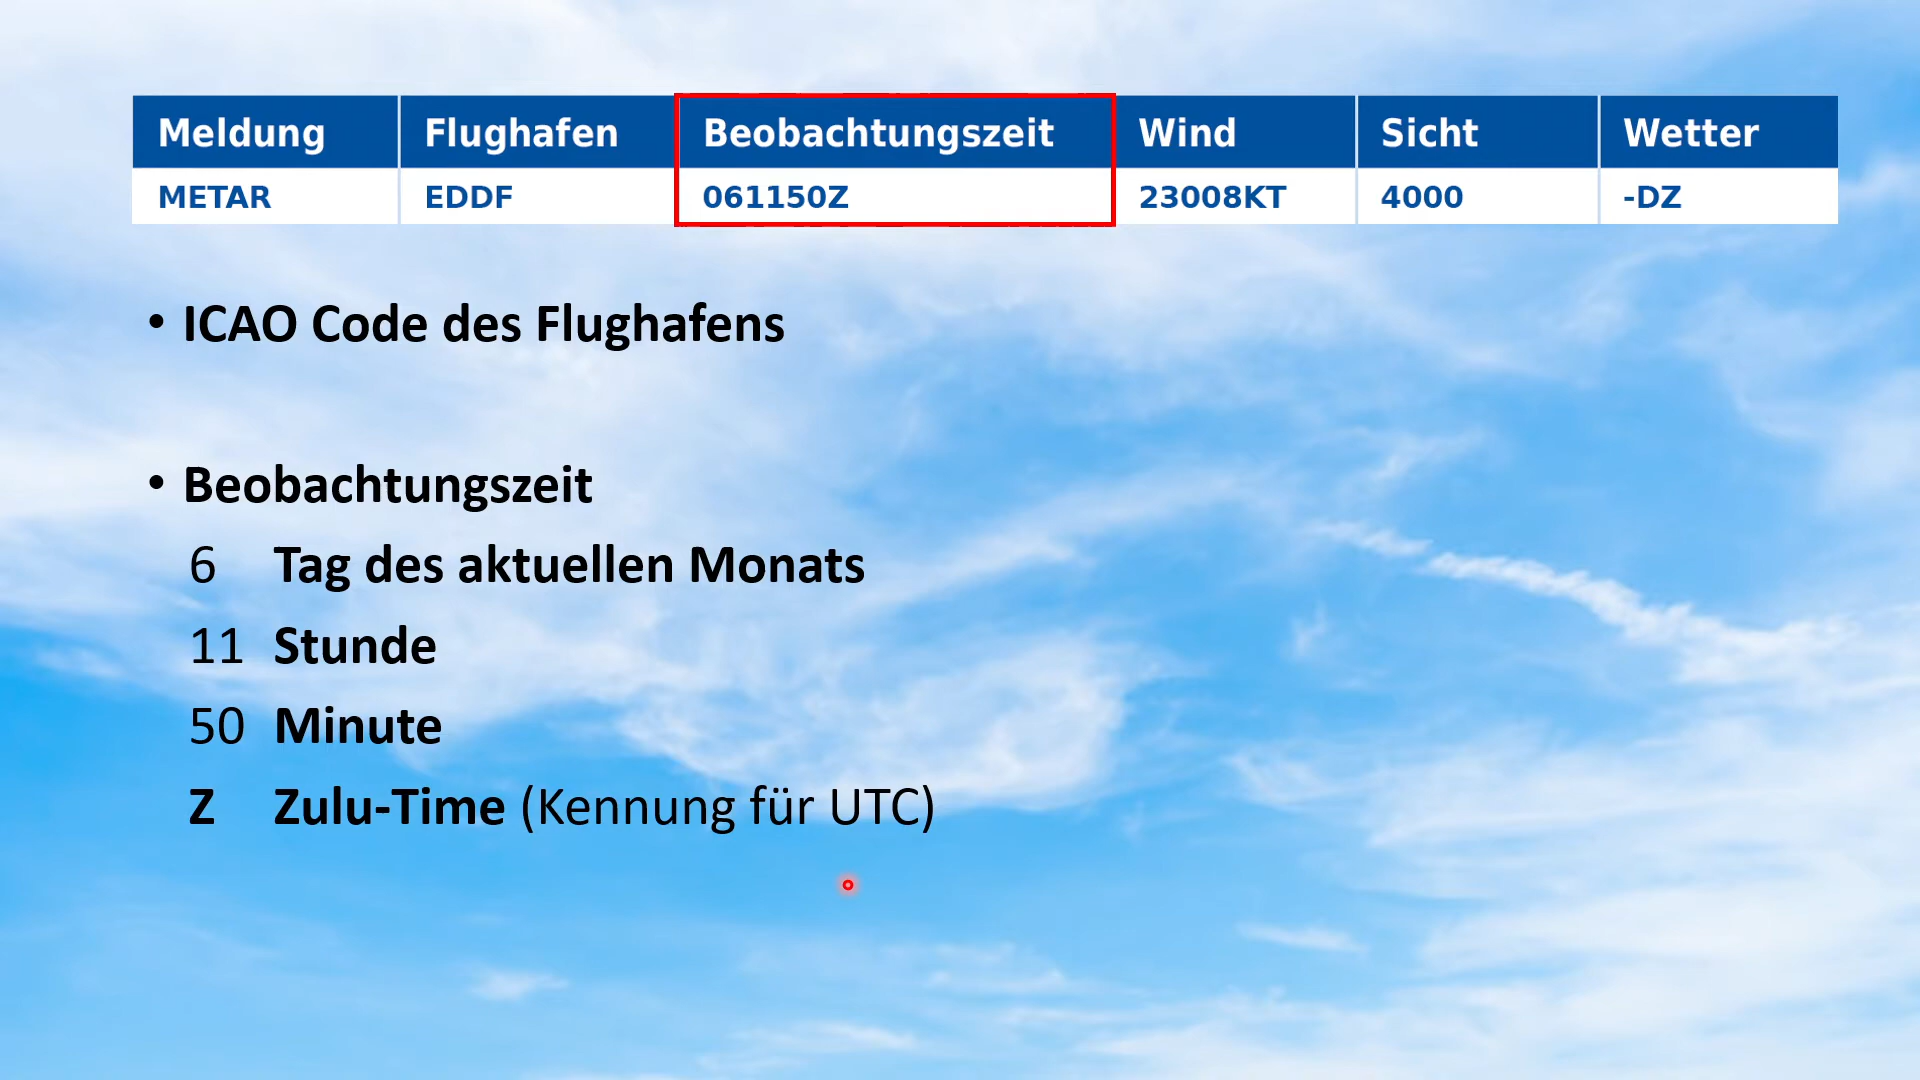 Meldung Flughafen Beobachtungszeit Wind Sicht Wetter
METAR EDDF 061150Z 23008KT 4000 -DZ
• ICAO Code des Flughafens
• Beobachtungszeit
6 Tag des aktuellen Monats
11 Stunde
50 Minute
Z Zulu-Time (Kennung für UTC)